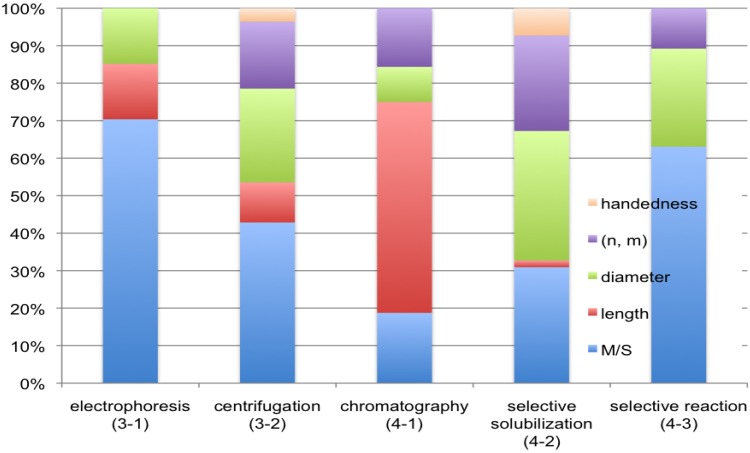 100%
90%
80%
70%
60%
50%
40%
30%
20%
10%
0%
handedness
(n, m)
diameter
length
M/S
electrophoresis
(3-1)
centrifugation
(3-2)
chromatography
(4-1)
selective
solubilization
(4-2)
selective reaction
(4-3)